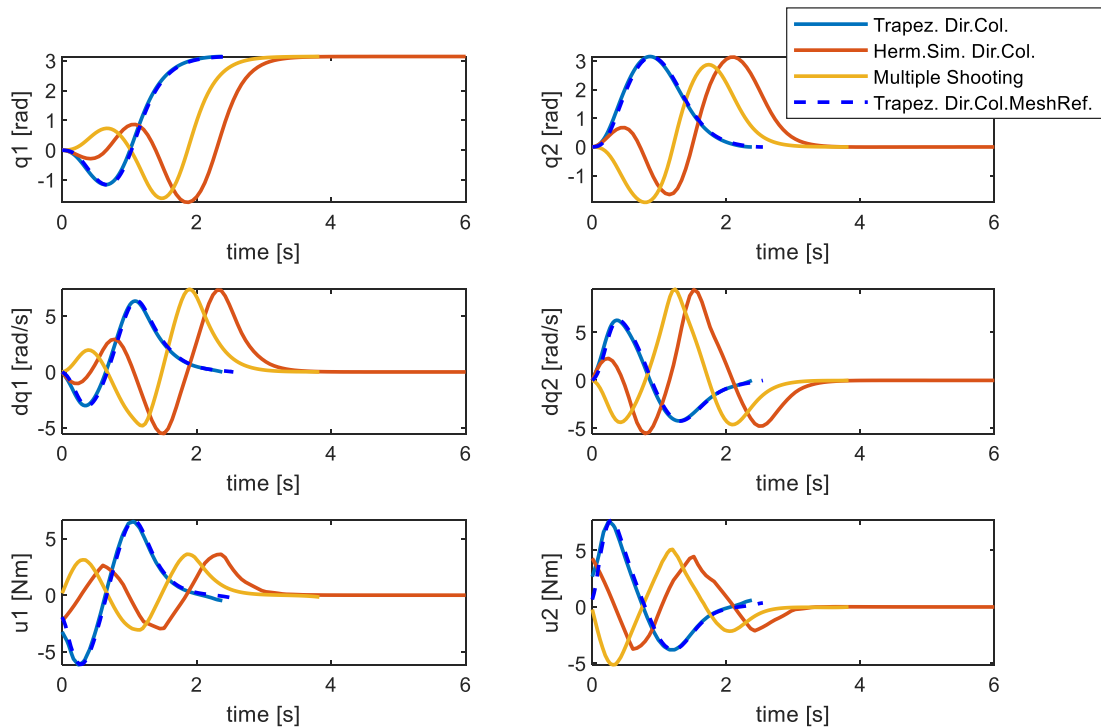 Trapez. Dir.Col.
Herm.Sim. Dir.Col.
Multiple Shooting
Trapez. Dir.Col.MeshRef.
q1 [rad]
3
2
1
0
-1
0 2 4 6
time [s]
q2 [rad]
3
2
1
0
-1
0 2 4 6
time [s]
dq1 [rad/s]
5
0
-5
0 2 4 6
time [s]
dq2 [rad/s]
5
0
-5
0 2 4 6
time [s]
u1 [Nm]
5
0
-5
0 2 4 6
time [s]
u2 [Nm]
5
0
-5
0 2 4 6
time [s]